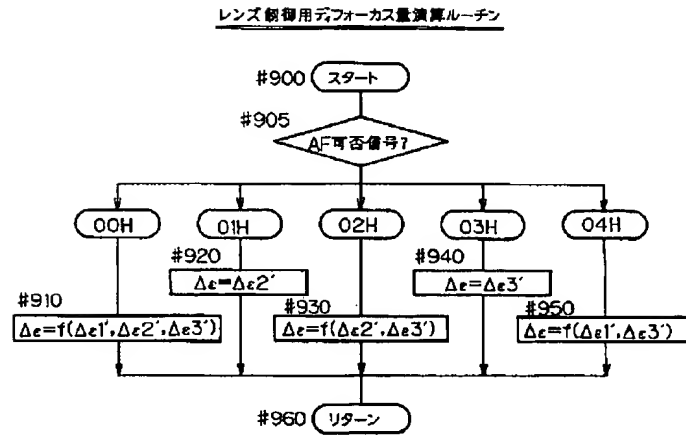 レンズ制御用ディフォーカス量演算ルーチン
#900 スタート
#905
AF可否信号?
00H 01H 02H 03H 04H
#920 #940
Δε=Δε2' Δε=Δε3'
#910 #930 #950
Δε=f(Δε1',Δε2',Δε3') Δε=f(Δε2',Δε3') Δε=f(Δε1',Δε3')
#960 リターン